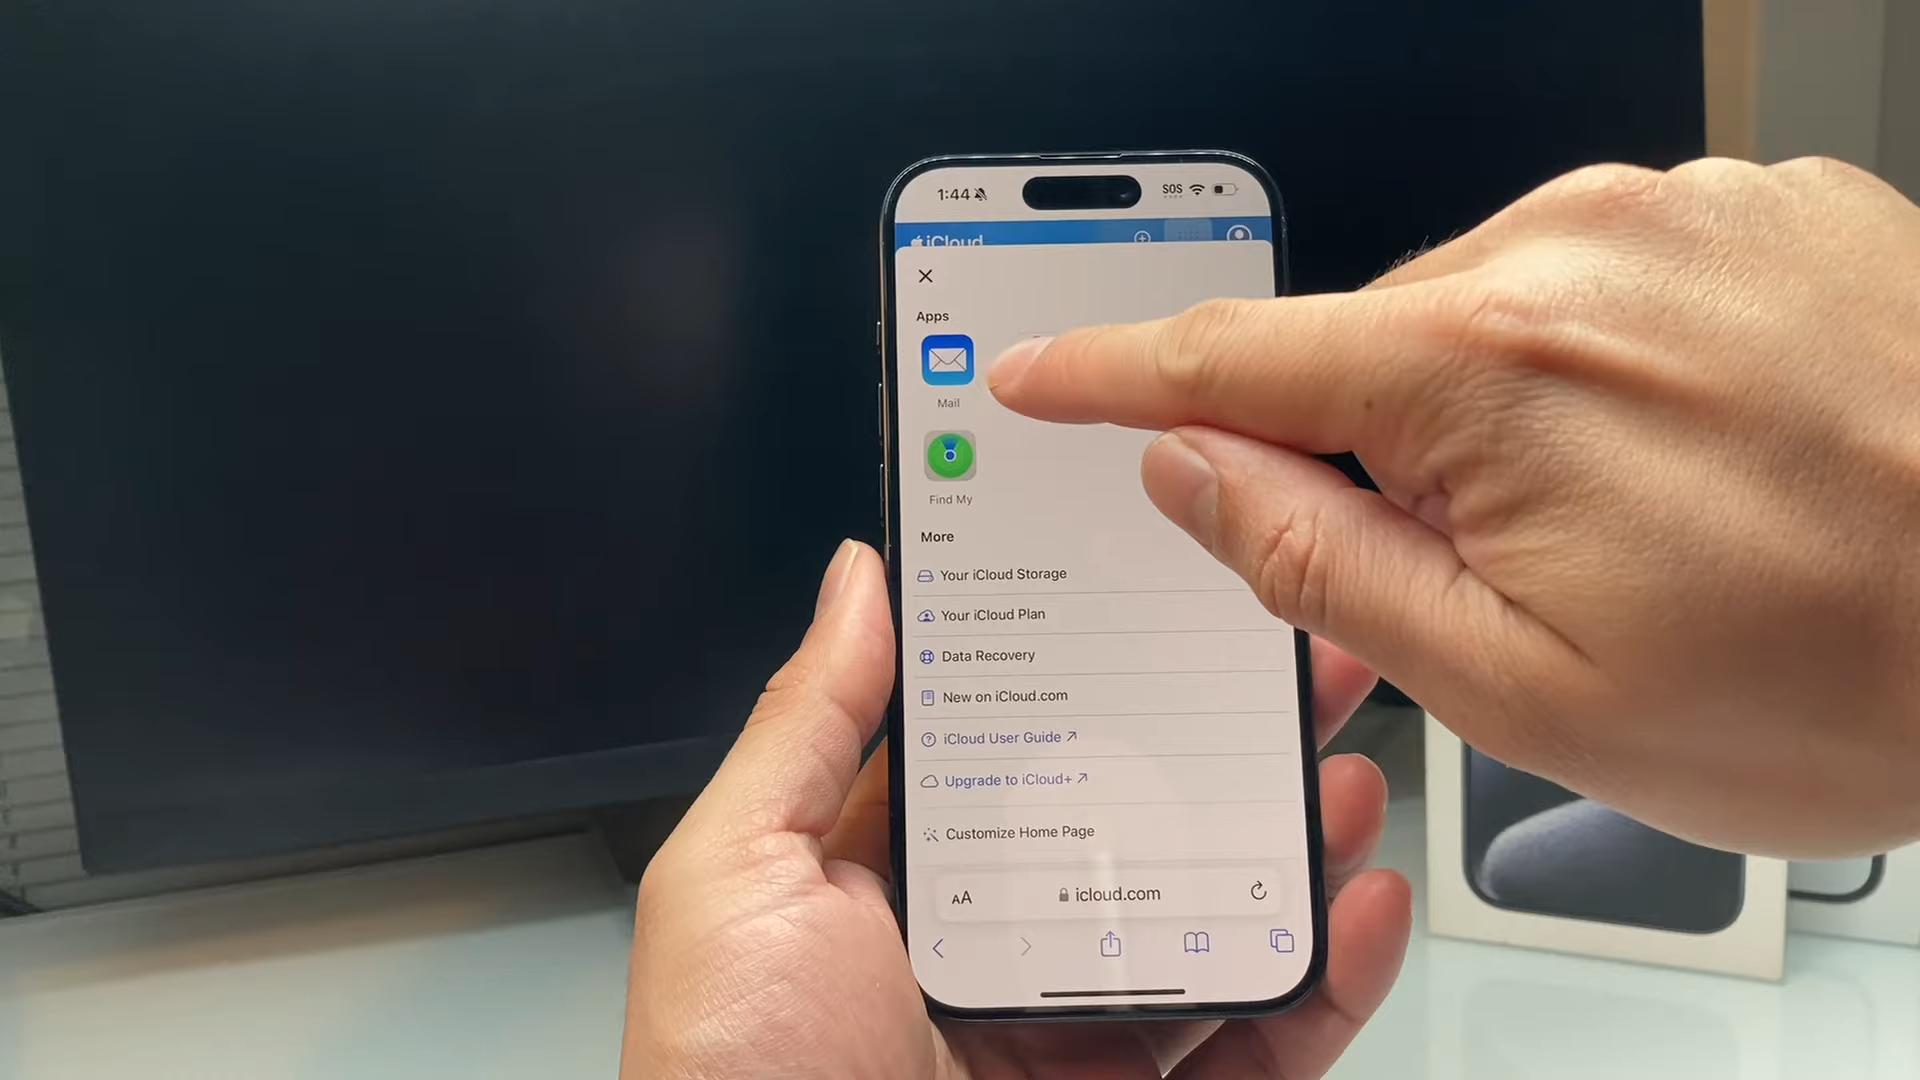 1:44
SOS
iCloud
Apps
Mail
Find My
More
Your iCloud Storage
Your iCloud Plan
Data Recovery
New on iCloud.com
iCloud User Guide
Upgrade to iCloud+
Customize Home Page
AA
icloud.com